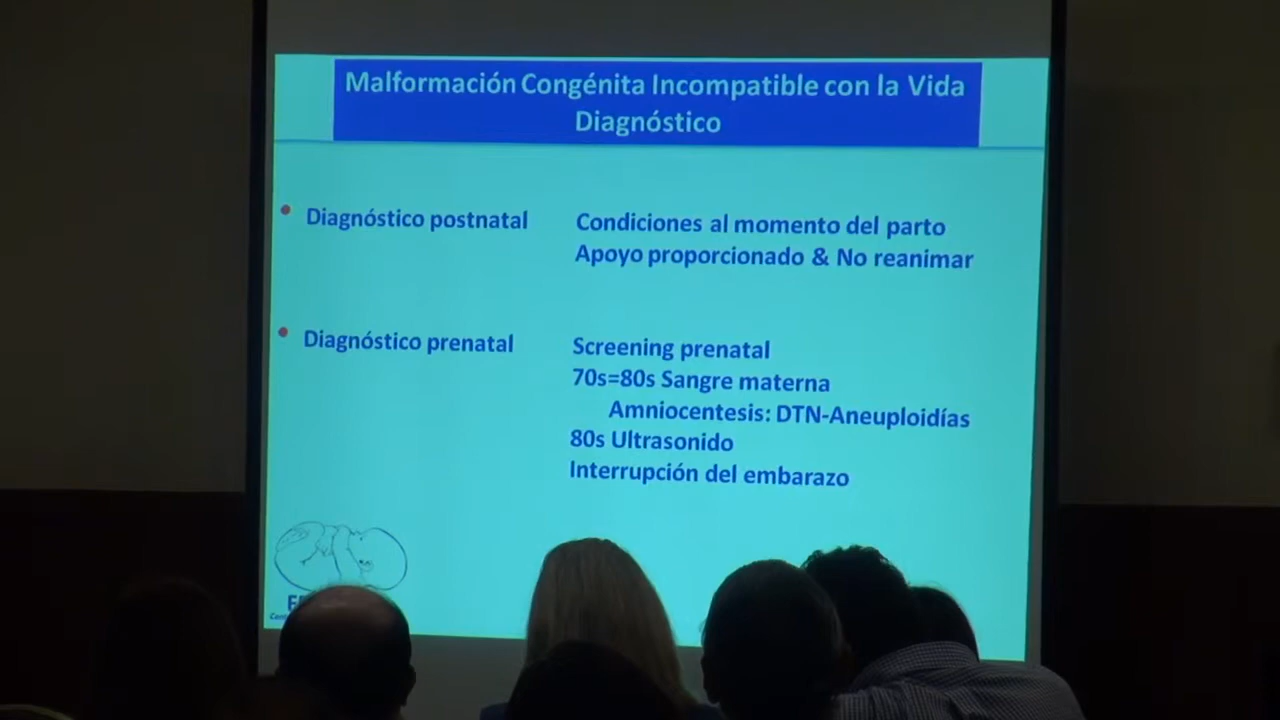 Malformación Congénita Incompatible con la Vida
Diagnóstico
Diagnóstico postnatal
Condiciones al momento del parto
Apoyo proporcionado & No reanimar
Diagnóstico prenatal
Screening prenatal
70s=80s Sangre materna
Amniocentesis: DTN-Aneuploidías
80s Ultrasonido
Interrupción del embarazo